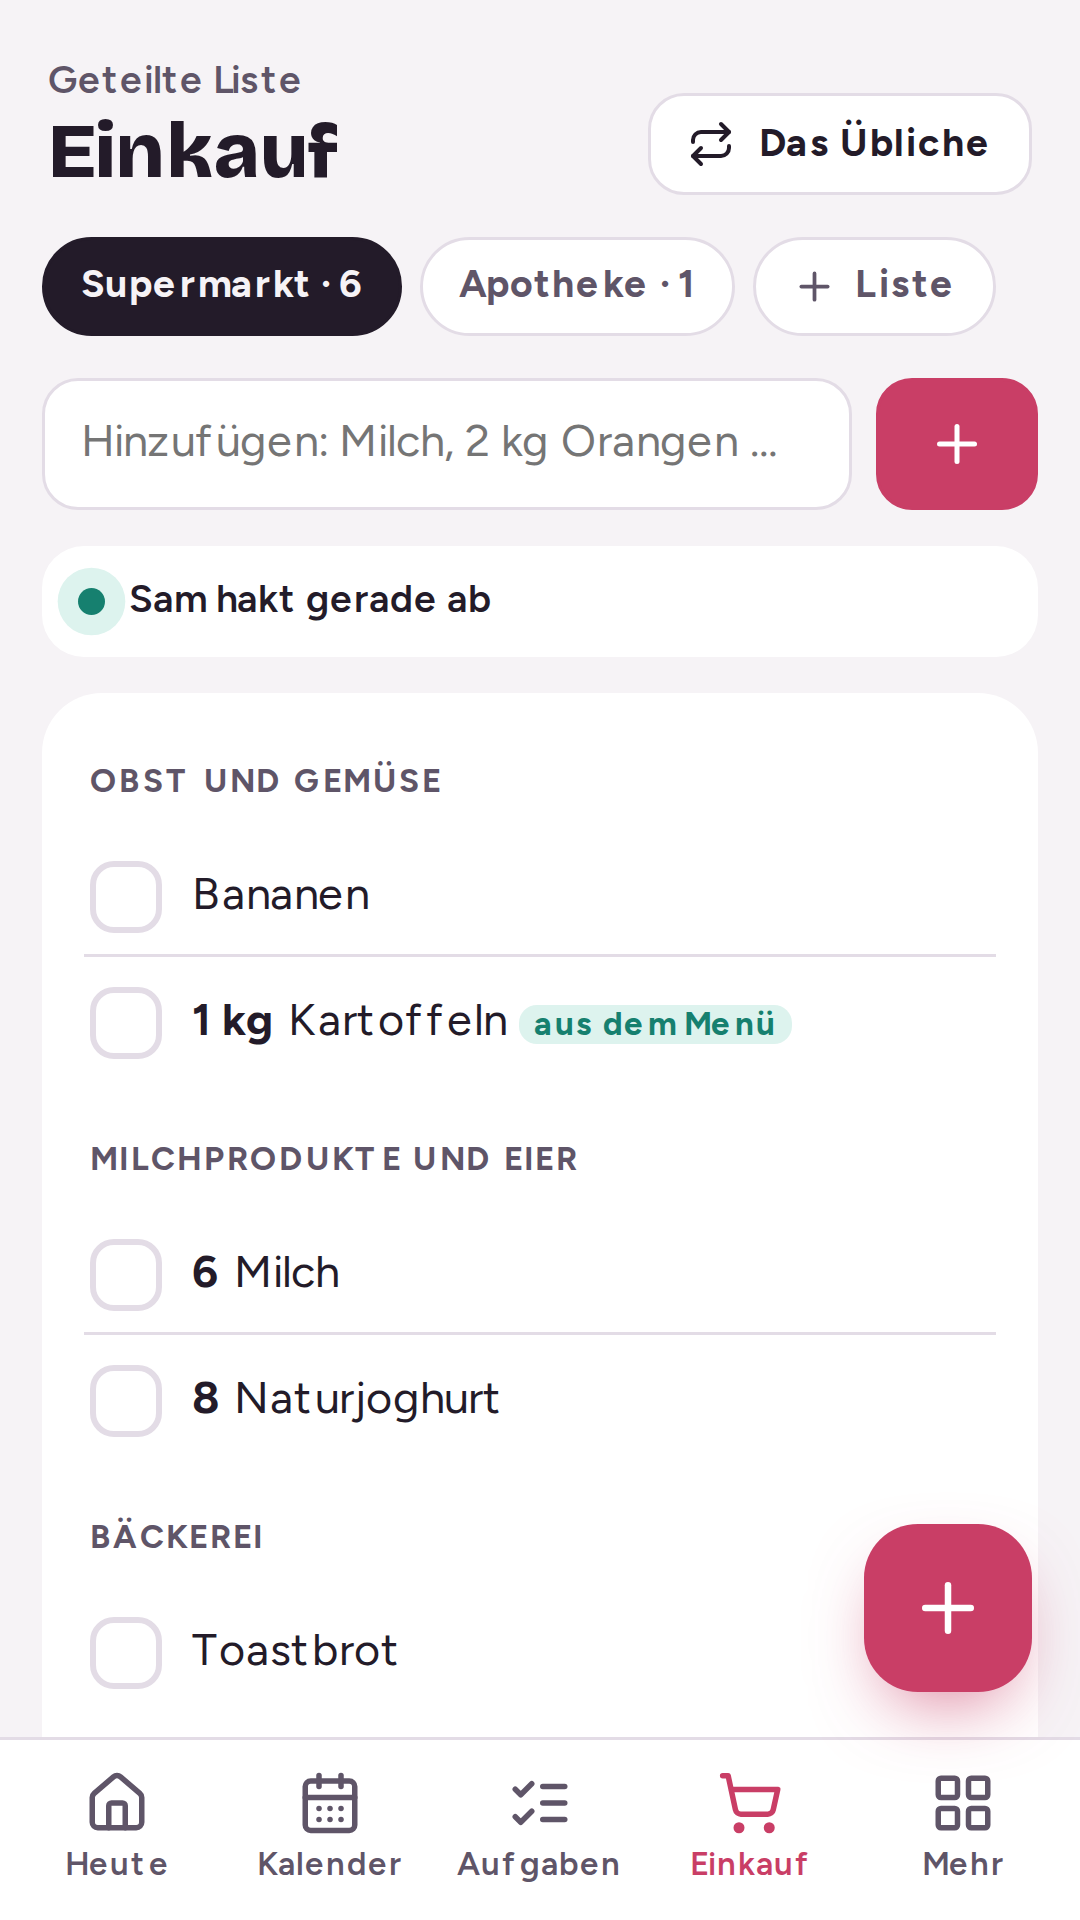 Geteilte Liste
Einkauf
Das Übliche
Supermarkt · 6
Apotheke · 1
Liste
Hinzufügen: Milch, 2 kg Orangen ...
Sam hakt gerade ab
OBST UND GEMÜSE
Bananen
1 kg Kartoffeln aus dem Menü
MILCHPRODUKTE UND EIER
6 Milch
8 Naturjoghurt
BÄCKEREI
Toastbrot
Heute
Kalender
Aufgaben
Einkauf
Mehr